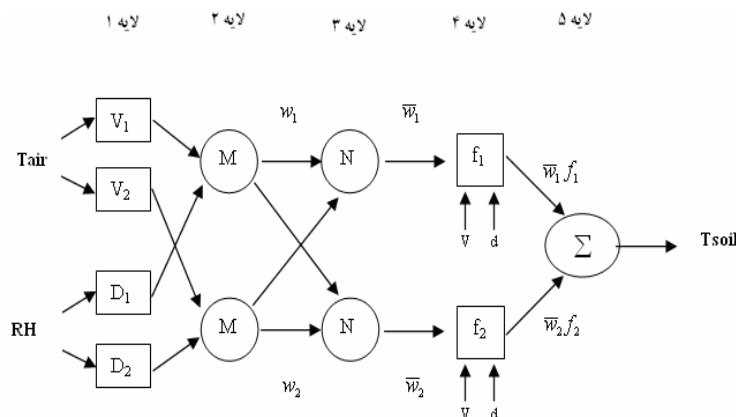 لایه ۱ لایه ۲ لایه ۳ لایه ۴ لایه ۵
w₁ w̅₁
V₁ M N f₁ w̅₁f₁
Tair
V₂
V d
Σ Tsoil
D₁
RH M N f₂ w̅₂f₂
D₂
w₂ w̅₂
V d